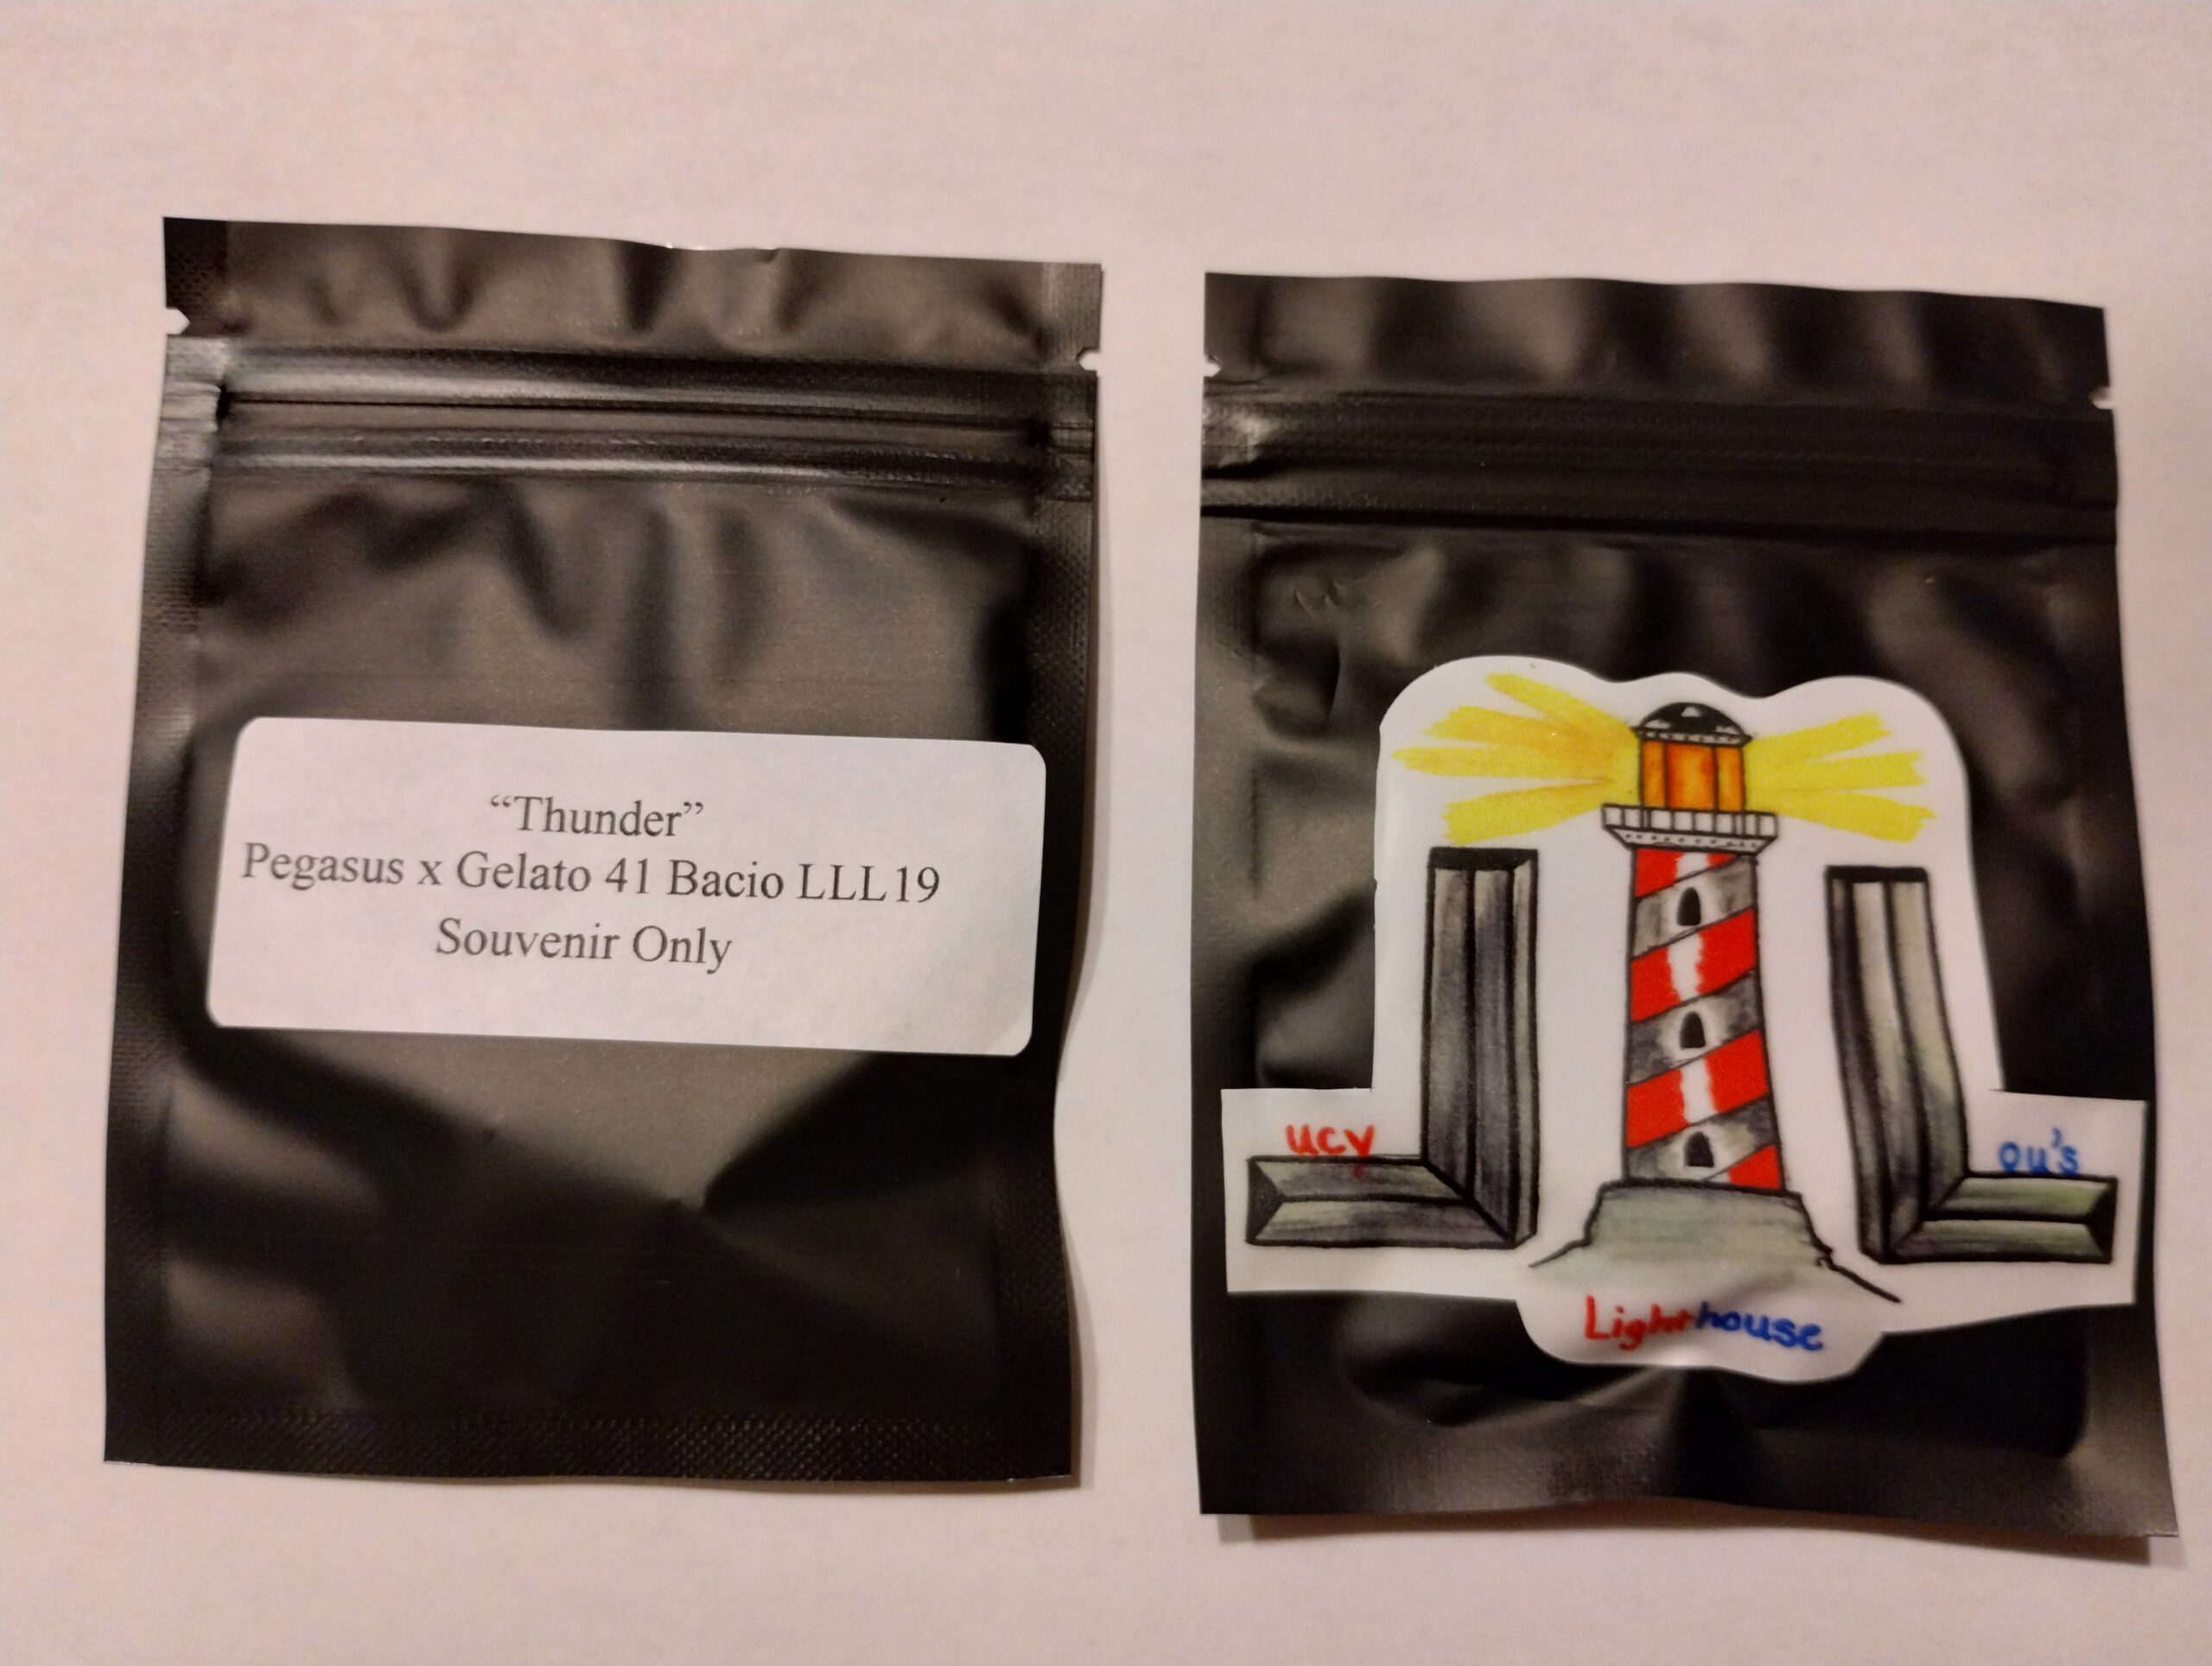 “Thunder”
Pegasus x Gelato 41 Bacio LLL19
Souvenir Only
ucy
ou's
Lighthouse